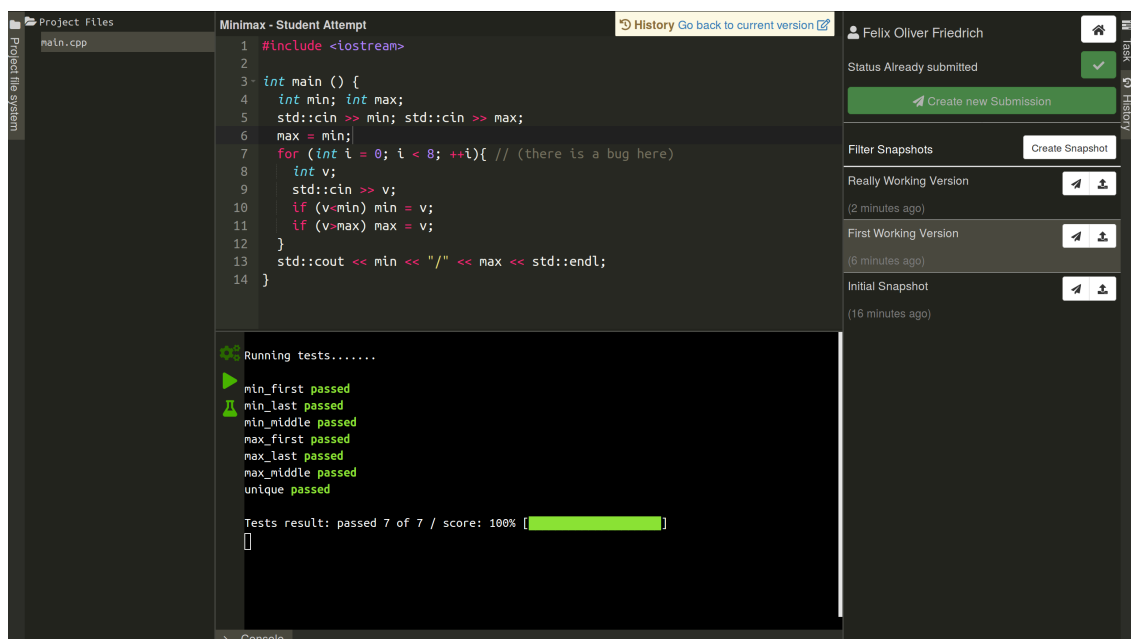 Project Files
main.cpp
Project file system
Minimax - Student Attempt
History Go back to current version
1 #include <iostream>
2
3 int main () {
4 int min; int max;
5 std::cin >> min; std::cin >> max;
6 max = min;
7 for (int i = 0; i < 8; ++i){ // (there is a bug here)
8 int v;
9 std::cin >> v;
10 if (v<min) min = v;
11 if (v>max) max = v;
12 }
13 std::cout << min << "/" << max << std::endl;
14 }
Running tests.......
min_first passed
min_last passed
min_middle passed
max_first passed
max_last passed
max_middle passed
unique passed
Tests result: passed 7 of 7 / score: 100% [ ]
Console
Felix Oliver Friedrich
Status Already submitted
Create new Submission
Filter Snapshots
Create Snapshot
Really Working Version
(2 minutes ago)
First Working Version
(6 minutes ago)
Initial Snapshot
(16 minutes ago)
Task
History